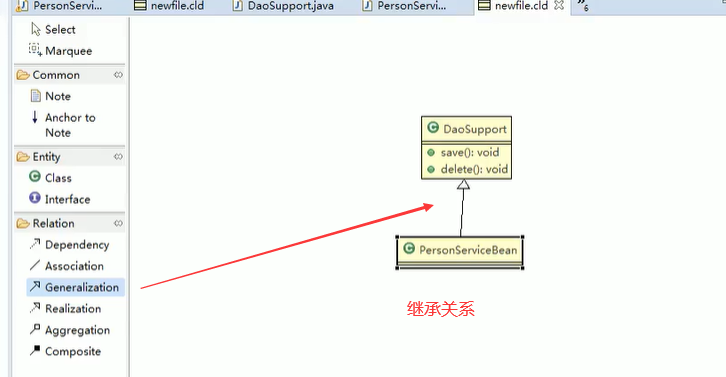 PersonServi...
newfile.cld
DaoSupport.java
PersonServi...
newfile.cld
»6
Select
Marquee
Common
Note
Anchor to
Note
Entity
Class
Interface
Relation
Dependency
Association
Generalization
Realization
Aggregation
Composite
C DaoSupport
save(): void
delete(): void
C PersonServiceBean
继承关系